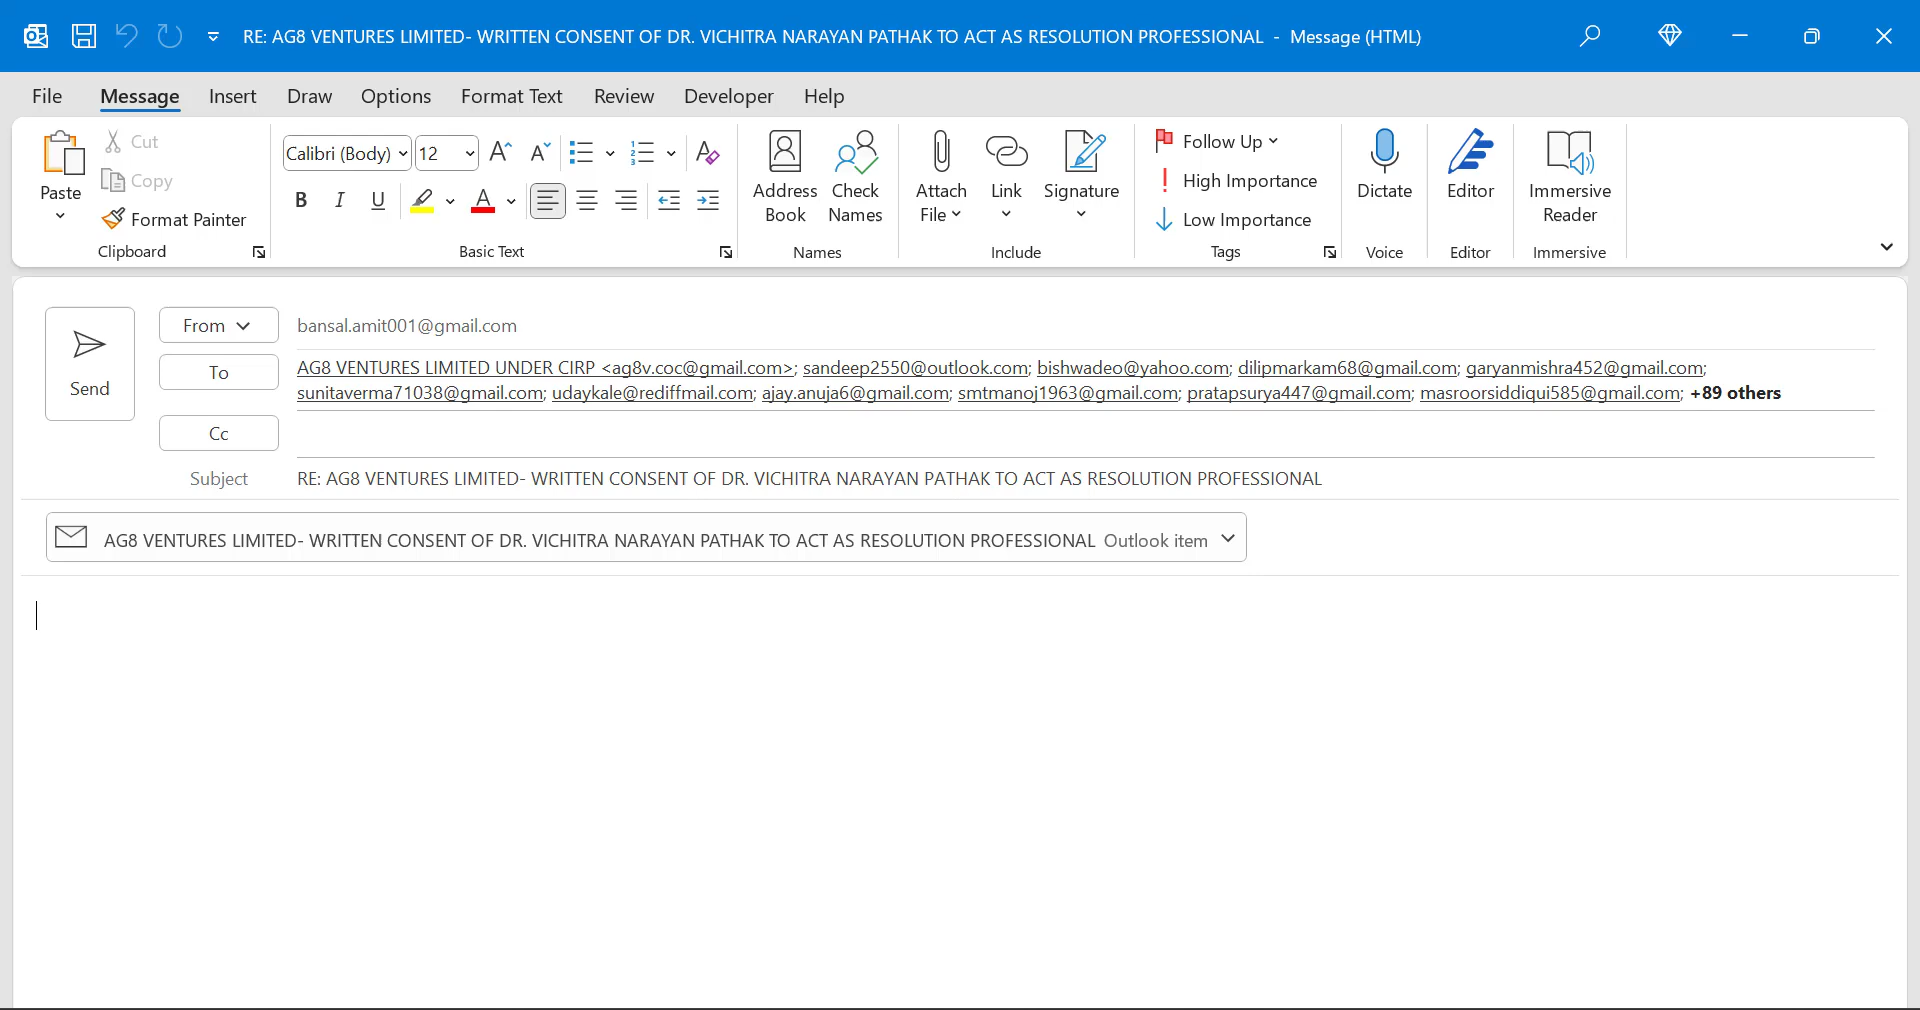 RE: AG8 VENTURES LIMITED- WRITTEN CONSENT OF DR. VICHITRA NARAYAN PATHAK TO ACT AS RESOLUTION PROFESSIONAL - Message (HTML)
File Message Insert Draw Options Format Text Review Developer Help
Paste
Cut
Copy
Format Painter
Clipboard
Calibri (Body) 12
B I U
Basic Text
Address Book
Check Names
Names
Attach File
Link
Signature
Include
Follow Up
High Importance
Low Importance
Tags
Dictate
Voice
Editor
Editor
Immersive Reader
Immersive
Send
From bansal.amit001@gmail.com
To AG8 VENTURES LIMITED UNDER CIRP <ag8v.coc@gmail.com>; sandeep2550@outlook.com; bishwadeo@yahoo.com; dilipmarkam68@gmail.com; garyanmishra452@gmail.com;
sunitaverma71038@gmail.com; udaykale@rediffmail.com; ajay.anuja6@gmail.com; smtmanoj1963@gmail.com; pratapsurya447@gmail.com; masroorsiddiqui585@gmail.com; +89 others
Cc
Subject RE: AG8 VENTURES LIMITED- WRITTEN CONSENT OF DR. VICHITRA NARAYAN PATHAK TO ACT AS RESOLUTION PROFESSIONAL
AG8 VENTURES LIMITED- WRITTEN CONSENT OF DR. VICHITRA NARAYAN PATHAK TO ACT AS RESOLUTION PROFESSIONAL Outlook item